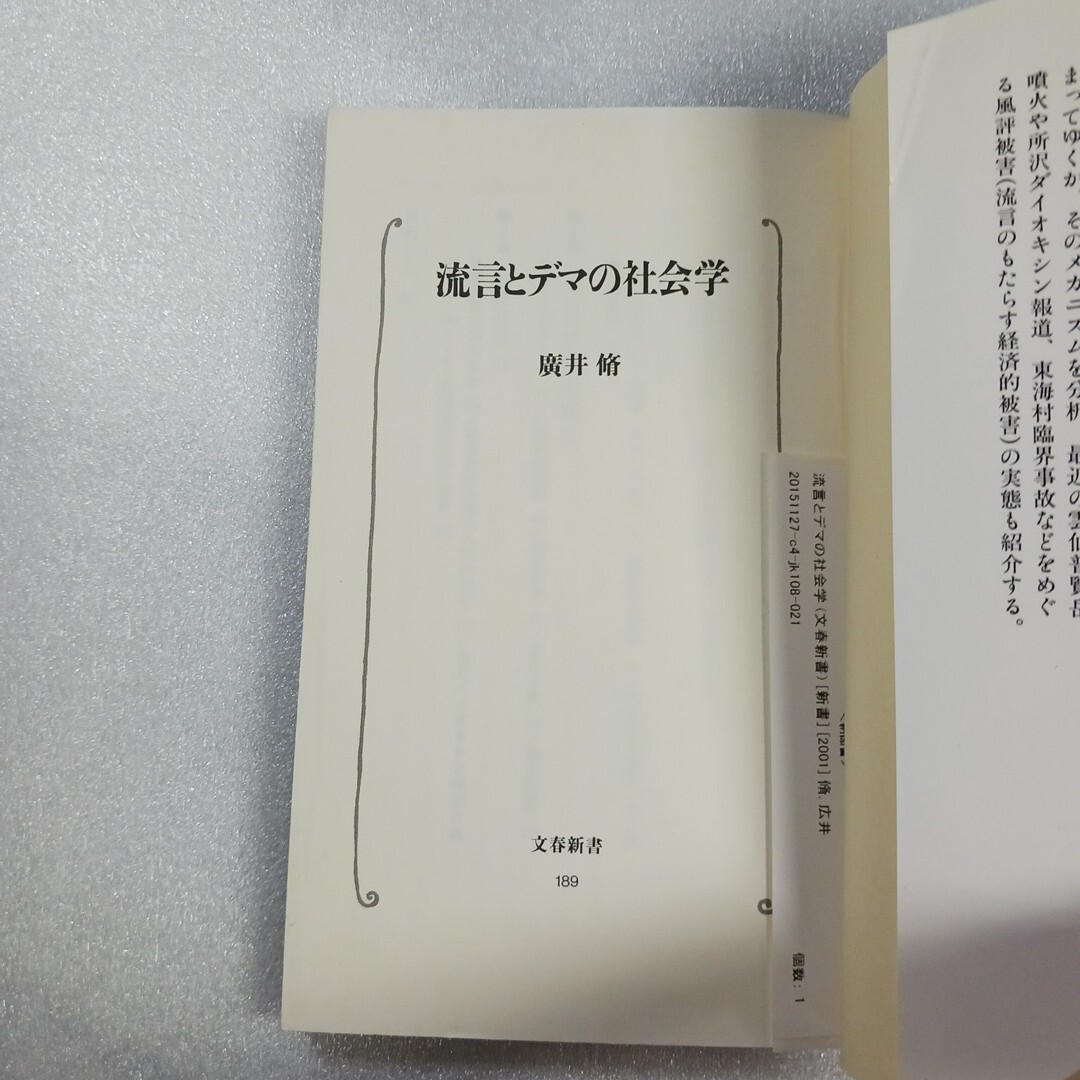 流言とデマの社会学
廣井 脩
文春新書
189
流言とデマの社会学 (文春新書) [新書] [2001] 脩, 広井
20151127-c4-jk108-021
個数: 1
まってゆくか、そのメカニズムを分析、最近の雲仙普賢岳
噴火や所沢ダイオキシン報道、東海村臨界事故などをめぐ
る風評被害(流言のもたらす経済的被害)の実態も紹介する。